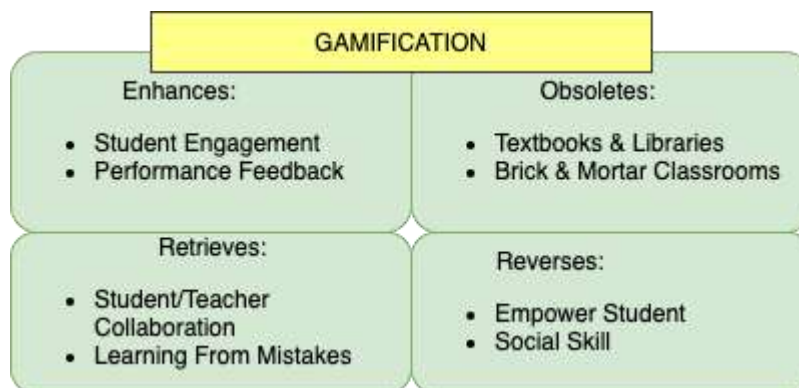 GAMIFICATION
Enhances:
• Student Engagement
• Performance Feedback
Obsoletes:
• Textbooks & Libraries
• Brick & Mortar Classrooms
Retrieves:
• Student/Teacher
Collaboration
• Learning From Mistakes
Reverses:
• Empower Student
• Social Skill